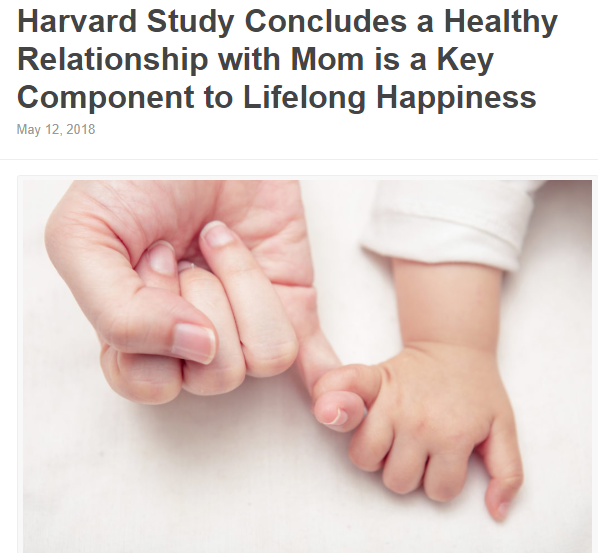 Harvard Study Concludes a Healthy
Relationship with Mom is a Key
Component to Lifelong Happiness
May 12, 2018